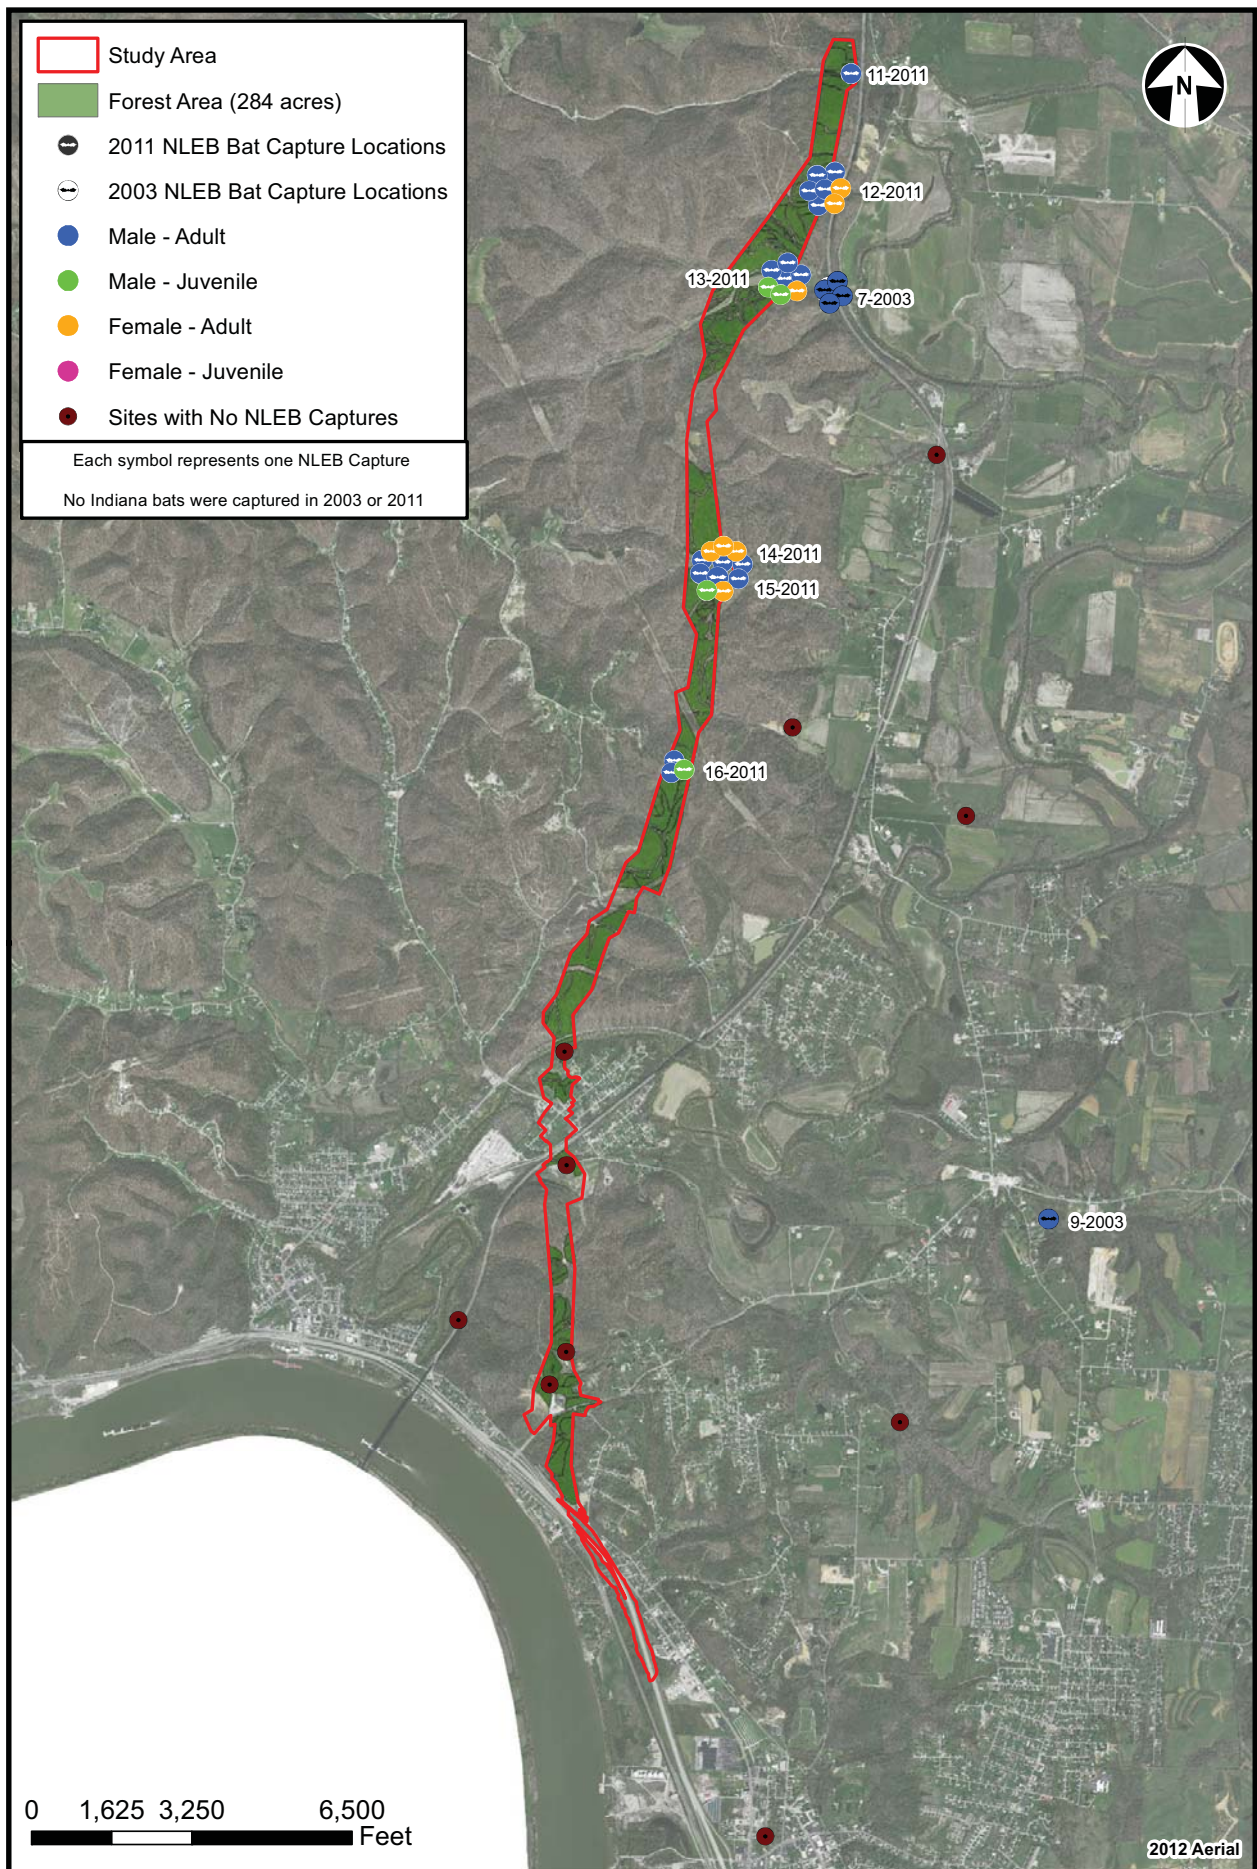 Study Area
Forest Area (284 acres)
2011 NLEB Bat Capture Locations
2003 NLEB Bat Capture Locations
Male - Adult
Male - Juvenile
Female - Adult
Female - Juvenile
Sites with No NLEB Captures
Each symbol represents one NLEB Capture
No Indiana bats were captured in 2003 or 2011
N
11-2011
12-2011
13-2011
7-2003
14-2011
15-2011
16-2011
9-2003
0 1,625 3,250 6,500
Feet
2012 Aerial